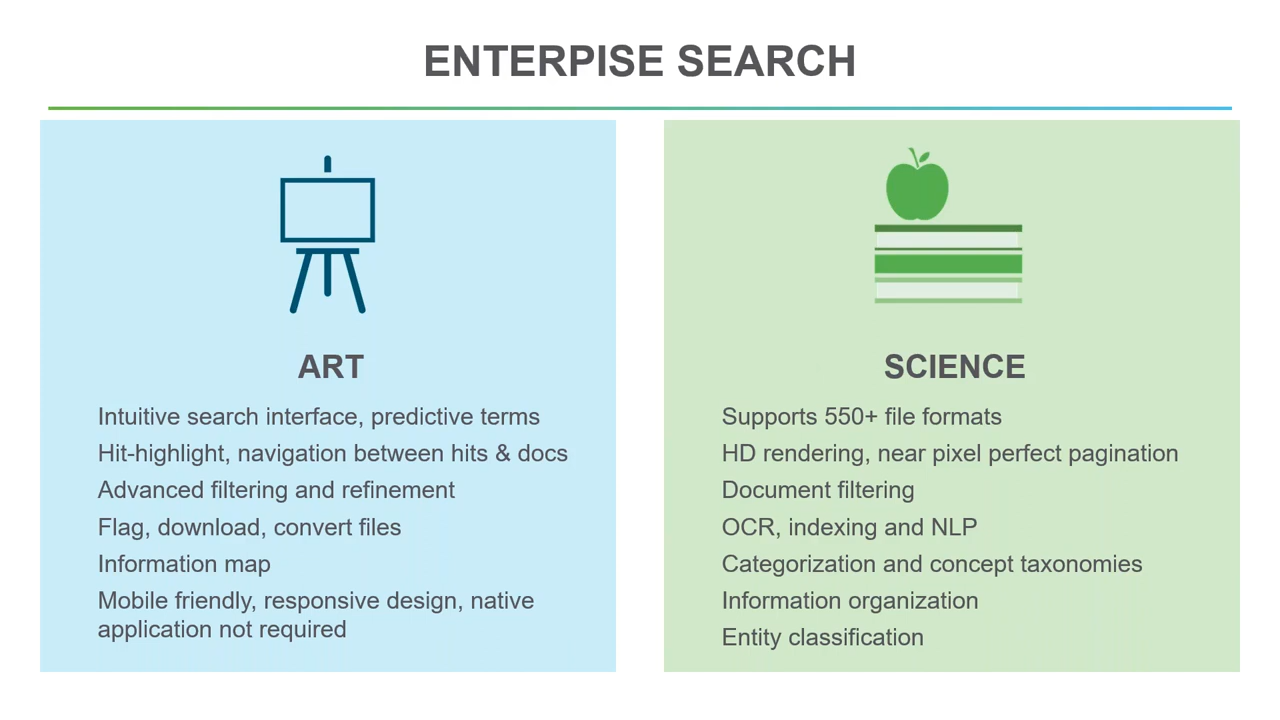 ENTERPISE SEARCH
ART
Intuitive search interface, predictive terms
Hit-highlight, navigation between hits & docs
Advanced filtering and refinement
Flag, download, convert files
Information map
Mobile friendly, responsive design, native
application not required
SCIENCE
Supports 550+ file formats
HD rendering, near pixel perfect pagination
Document filtering
OCR, indexing and NLP
Categorization and concept taxonomies
Information organization
Entity classification